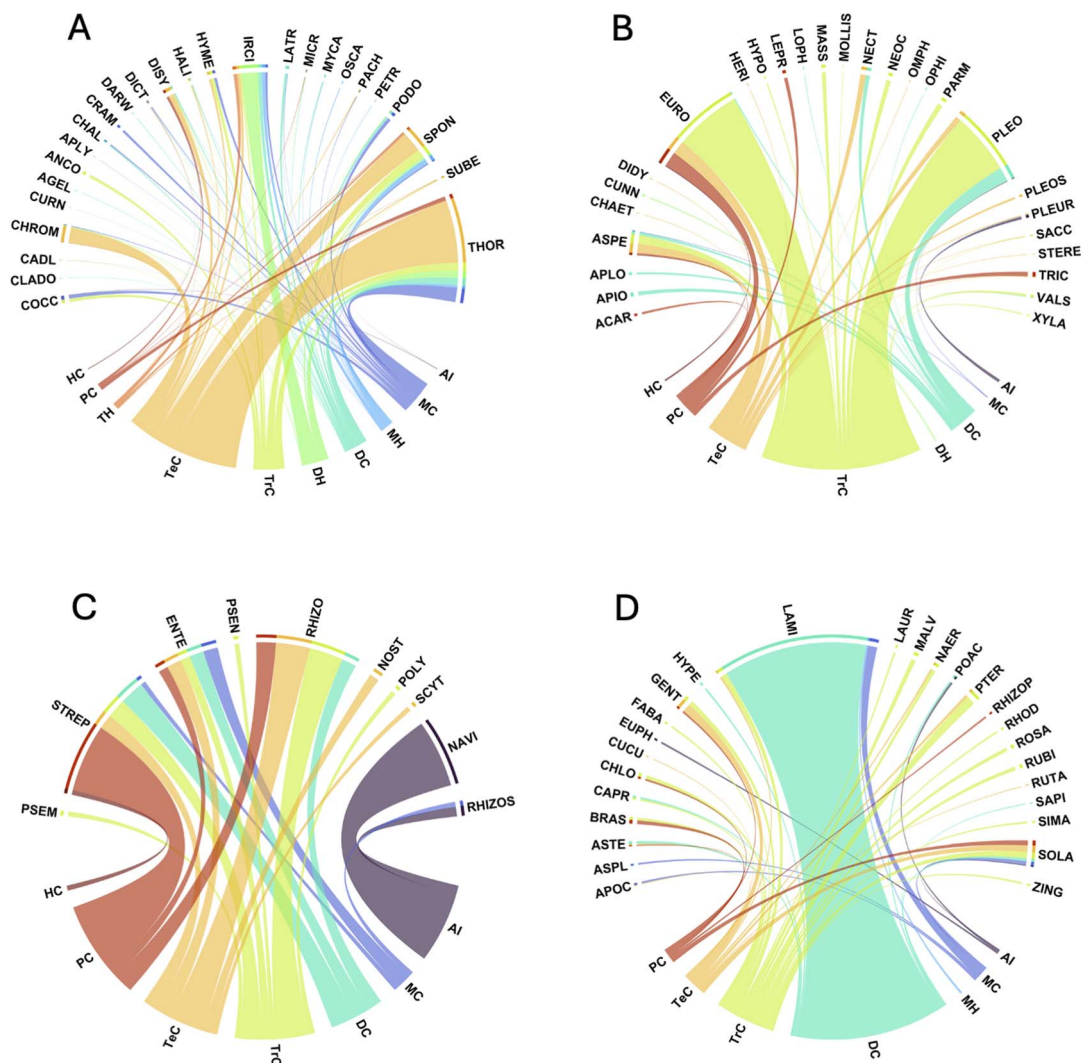 A
COCC
CLADO
CADL
CHROM
CURN
AGEL
ANCO
APLY
CHAL
CRAM
DARW
DICT
DISY
HALI
HYME
IRCI
LATR
MICR
MYCA
OSCA
PACH
PETR
PODO
SPON
SUBE
THOR
HC
PC
TH
TeC
TrC
DH
DC
MH
MC
AI
B
ACAR
APIO
APLO
ASPE
CHAET
CUNN
DIDY
EURO
HERI
HYPO
LEPR
LOPH
MASS
MOLLIS
NECT
NEOC
OMPH
OPHI
PARM
PLEO
PLEOS
PLEUR
SACC
STERE
TRIC
VALS
XYLA
HC
PC
TeC
TrC
DH
DC
MC
AI
C
PSEM
STREP
ENTE
PSEN
RHIZO
NOST
POLY
SCYT
NAVI
RHIZOS
HC
PC
TeC
TrC
DC
MC
AI
D
APOC
ASPL
ASTE
BRAS
CAPR
CHLO
CUCU
EUPH
FABA
GENT
HYPE
LAMI
LAUR
MALV
NAER
POAC
PTER
RHIZOP
RHOD
ROSA
RUBI
RUTA
SAPI
SIMA
SOLA
ZING
PC
TeC
TrC
DC
MH
MC
AI